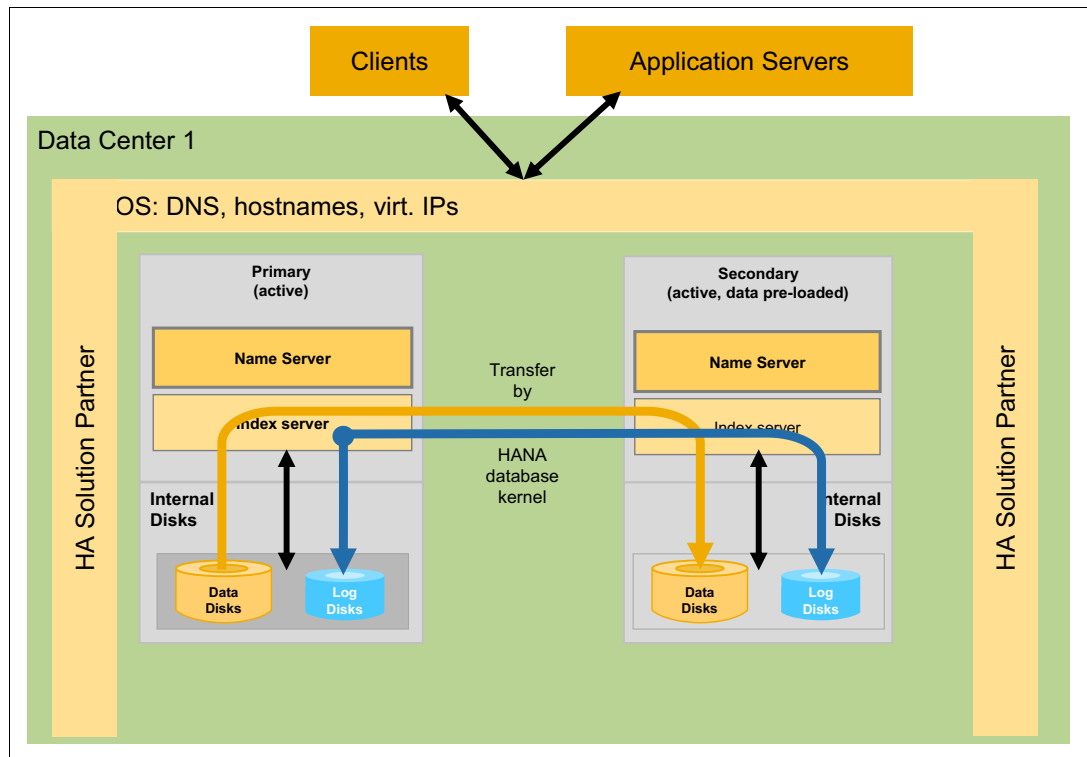 Clients
Application Servers
Data Center 1
OS: DNS, hostnames, virt. IPs
HA Solution Partner
Primary
(active)
Name Server
Index server
Internal
Disks
Data
Disks
Log
Disks
Transfer
by
HANA
database
kernel
Secondary
(active, data pre-loaded)
Name Server
Index server
Internal
Disks
Data
Disks
Log
Disks
HA Solution Partner